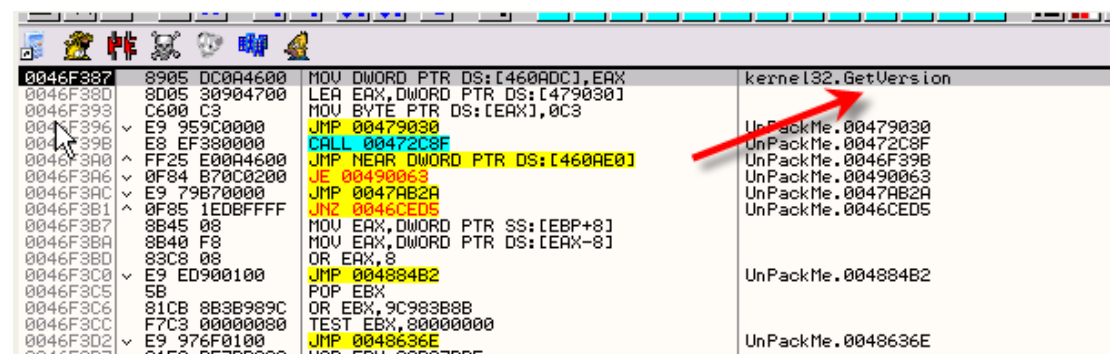 0046F387 8905 DC0A4600 MOV DWORD PTR DS:[460ADC],EAX kernel32.GetVersion
0046F38D 8D05 30904700 LEA EAX,DWORD PTR DS:[479030]
0046F393 C600 C3 MOV BYTE PTR DS:[EAX],0C3
0046F396 E9 959C0000 JMP 00479030 UnPackMe.00479030
0046F39B E8 EF380000 CALL 00472C8F UnPackMe.00472C8F
0046F3A0 ^ FF25 E00A4600 JMP NEAR DWORD PTR DS:[460AE0] UnPackMe.0046F39B
0046F3A6 0F84 B70C0200 JE 00490063 UnPackMe.00490063
0046F3AC E9 79B70000 JMP 0047AB2A UnPackMe.0047AB2A
0046F3B1 ^ 0F85 1EDBFFFF JNZ 0046CED5 UnPackMe.0046CED5
0046F3B7 8B45 08 MOV EAX,DWORD PTR SS:[EBP+8]
0046F3BA 8B40 F8 MOV EAX,DWORD PTR DS:[EAX-8]
0046F3BD 83C8 08 OR EAX,8
0046F3C0 E9 ED900100 JMP 004884B2 UnPackMe.004884B2
0046F3C5 5B POP EBX
0046F3C6 81CB 8B3B989C OR EBX,9C983B8B
0046F3CC F7C3 00000080 TEST EBX,80000000
0046F3D2 E9 976F0100 JMP 0048636E UnPackMe.0048636E